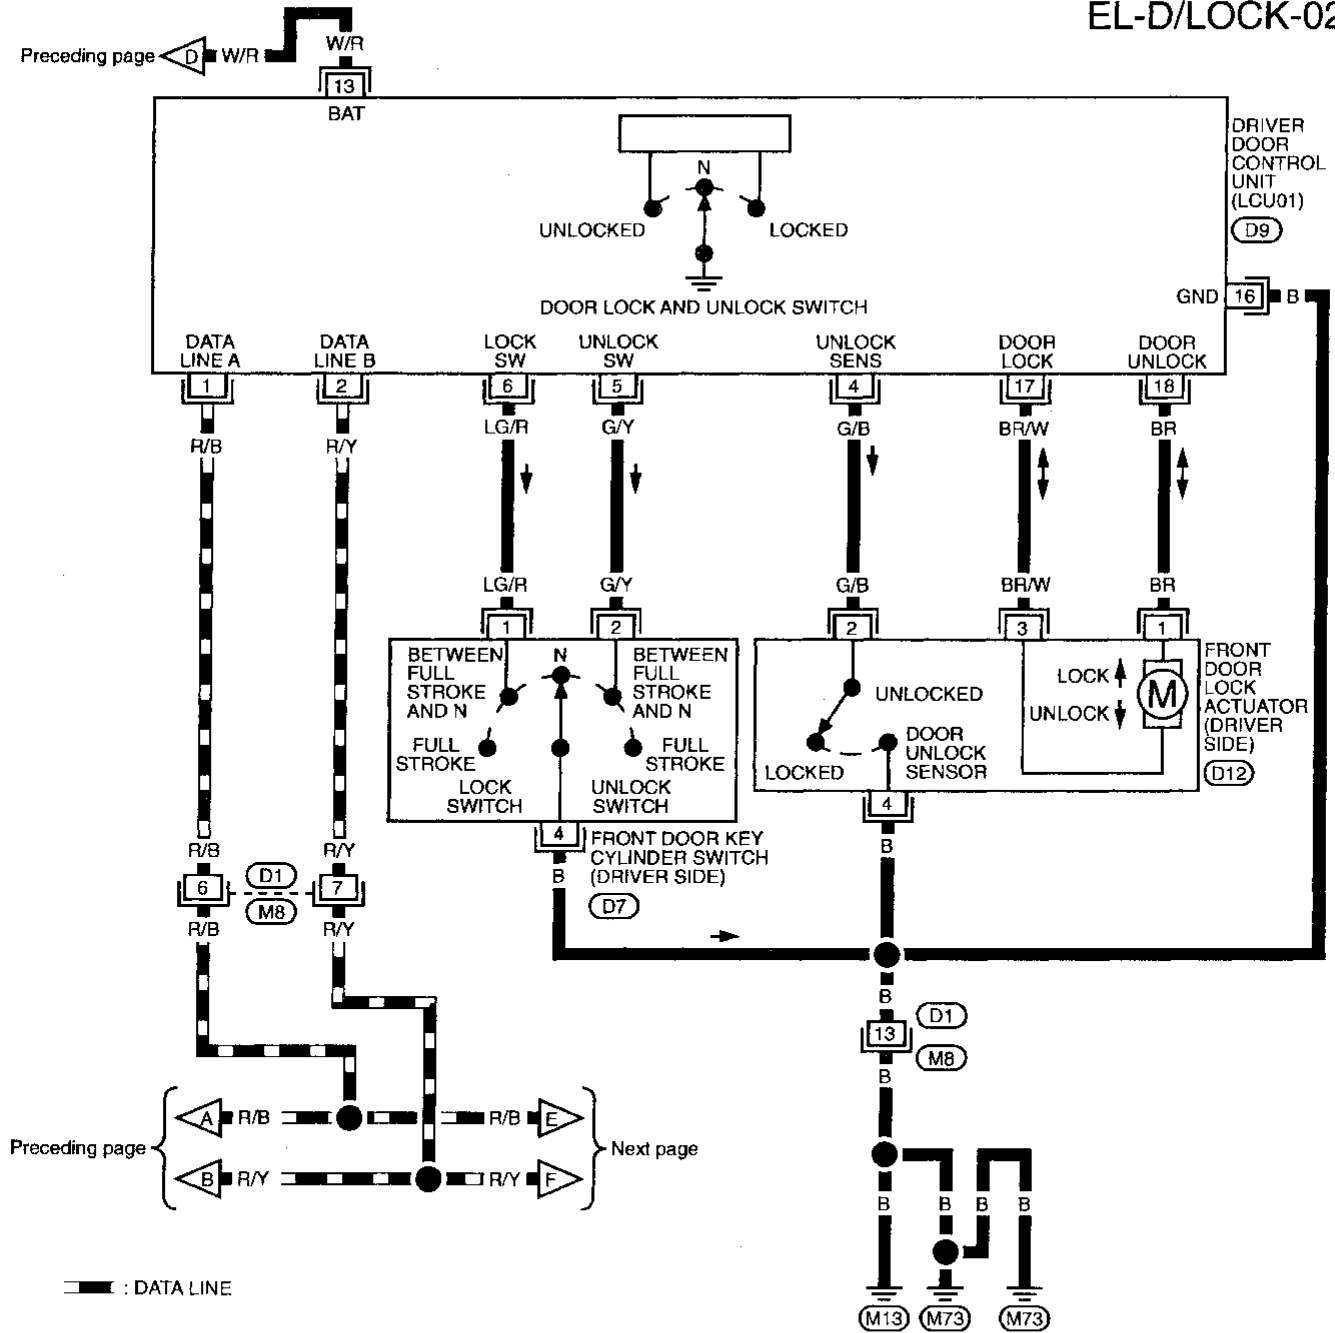 EL-D/LOCK-02
Preceding page D W/R
W/R
13
BAT
DRIVER
DOOR
CONTROL
UNIT
(LCU01)
D9
N
UNLOCKED LOCKED
DOOR LOCK AND UNLOCK SWITCH
GND 16 B
DATA LINE A
DATA LINE B
LOCK SW
UNLOCK SW
UNLOCK SENS
DOOR LOCK
DOOR UNLOCK
1 2 6 5 4 17 18
R/B R/Y LG/R G/Y G/B BR/W BR
LG/R G/Y G/B BR/W BR
1 2 2 3 1
BETWEEN
FULL
STROKE
AND N
N
BETWEEN
FULL
STROKE
AND N
FULL
STROKE
FULL
STROKE
LOCK
SWITCH
UNLOCK
SWITCH
UNLOCKED
LOCKED
DOOR
UNLOCK
SENSOR
LOCK
UNLOCK
M
FRONT
DOOR
LOCK
ACTUATOR
(DRIVER
SIDE)
D12
4
4
FRONT DOOR KEY
CYLINDER SWITCH
(DRIVER SIDE)
D7
B
B
R/B R/Y
6 D1 7
M8
R/B R/Y
B
13 D1
M8
B
Preceding page
A R/B R/B E
B R/Y R/Y F
Next page
B B B B
M13 M73 M73
: DATA LINE